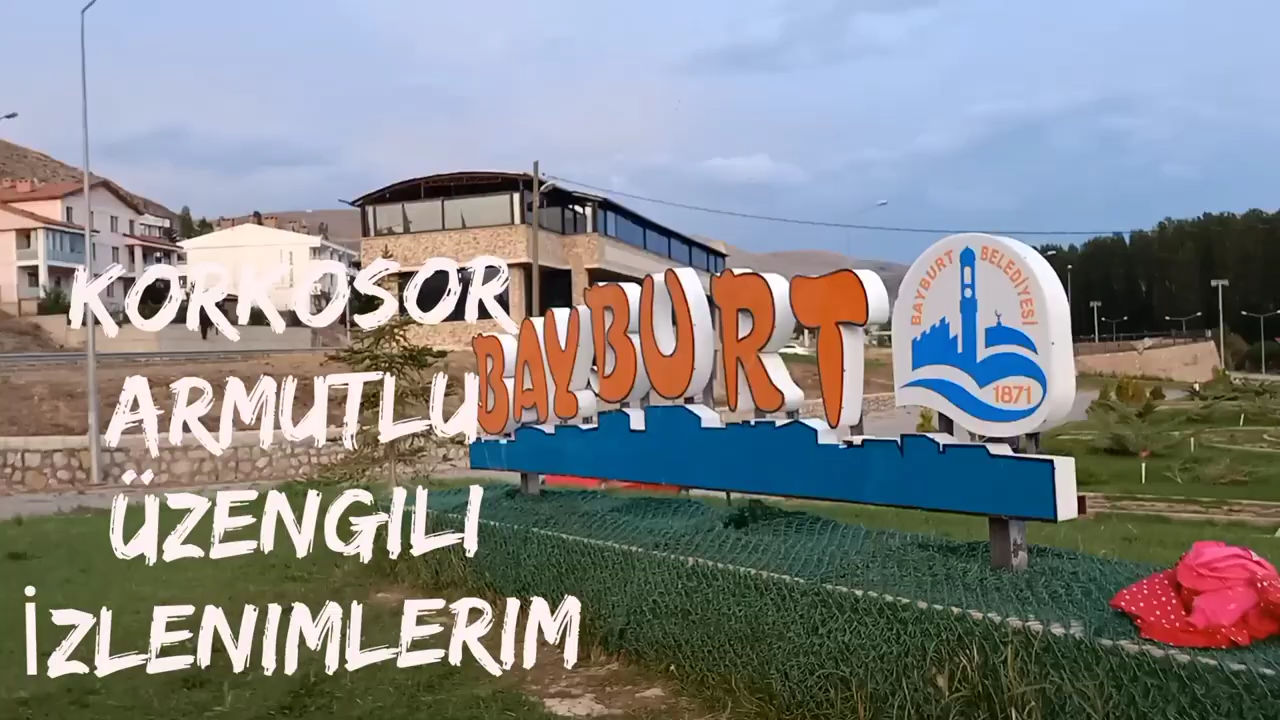 KORKOSOR
ARMUTLU
ÜZENGILI
İZLENIMLERIM
BAYBURT
BAYBURT BELEDİYESİ
1871